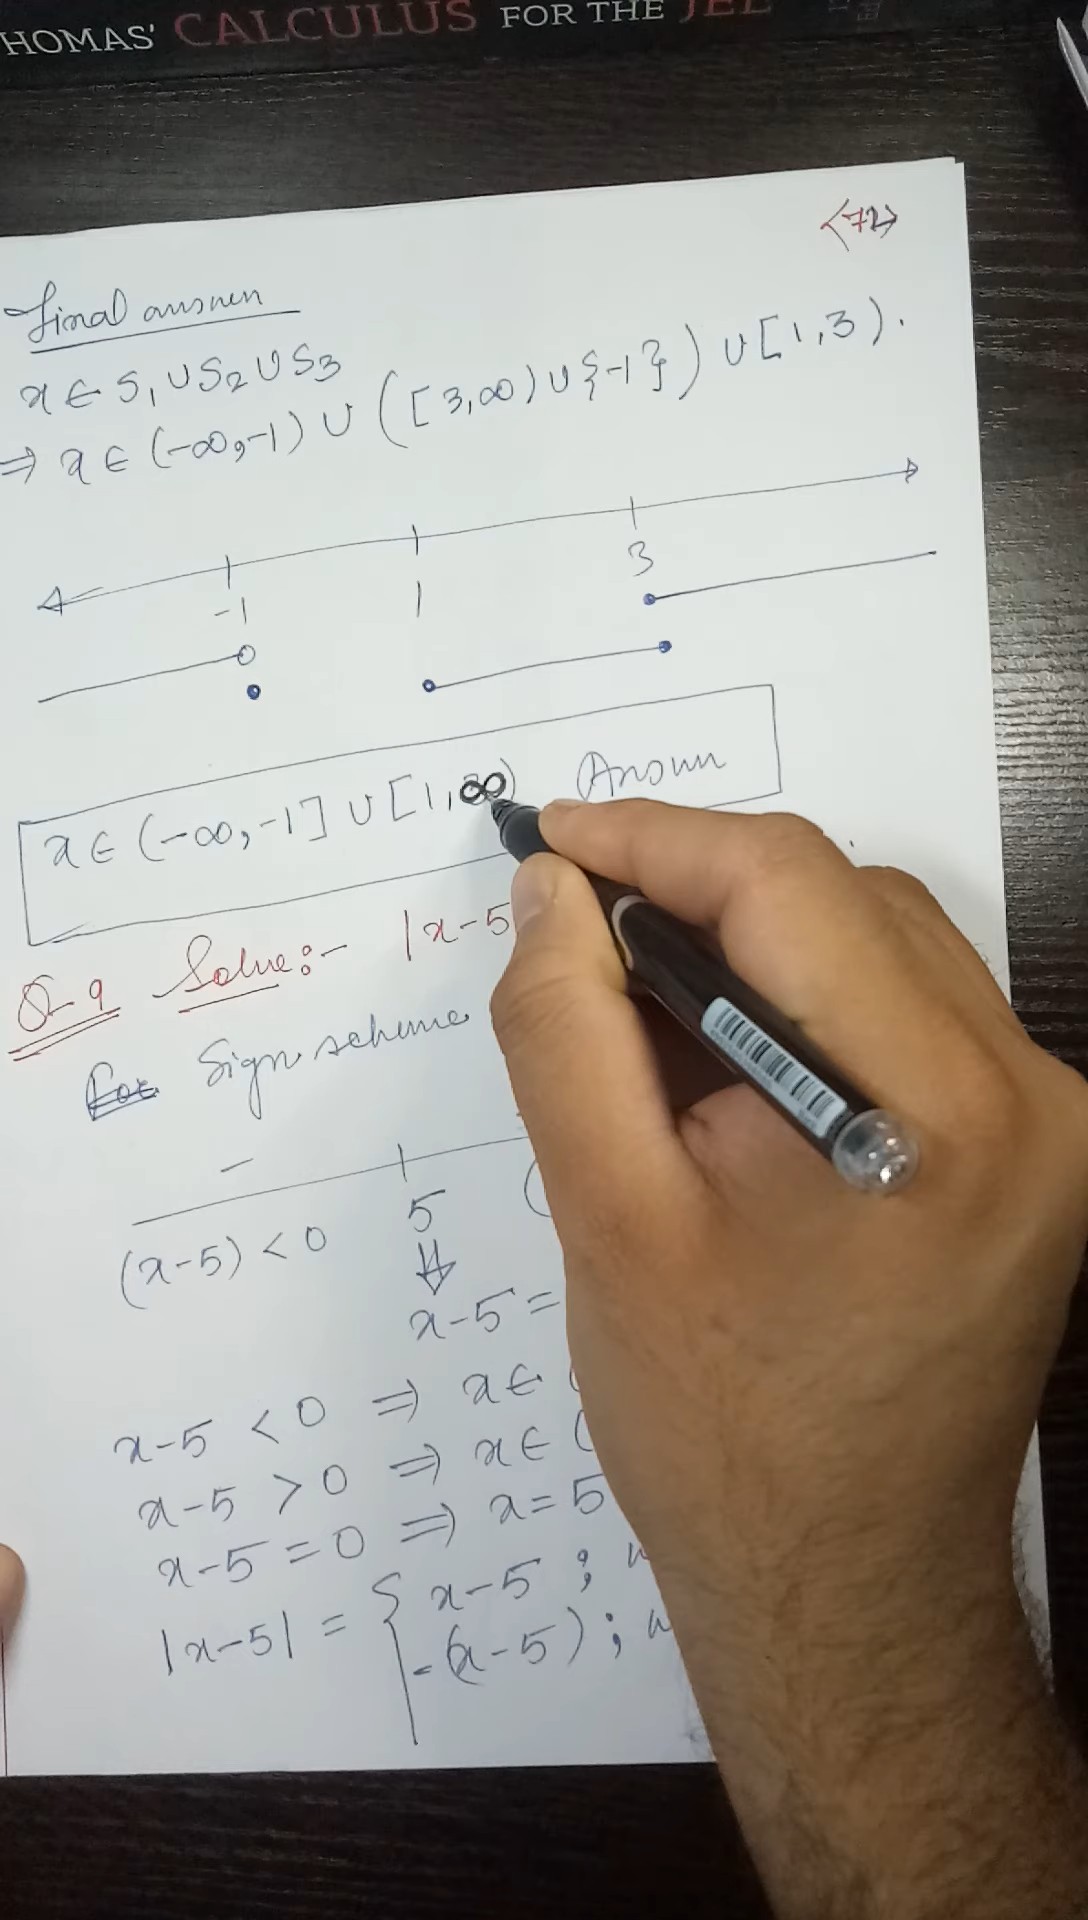 HOMAS' CALCULUS FOR THE JEE
<72>
Final answer
x ∈ S₁ ∪ S₂ ∪ S₃
⇒ x ∈ (-∞,-1) ∪ ([3,∞) ∪ {-1}) ∪ [1,3).
-1 1 3
x ∈ (-∞,-1] ∪ [1,∞) Answer
Q-9 Solve:- |x-5
Sign scheme
-
5
(x-5) < 0
⇓
x-5 =
x-5 < 0 ⇒ x ∈ (
x-5 > 0 ⇒ x ∈ (
x-5 = 0 ⇒ x = 5
|x-5| = { x-5 ; w
-(x-5) ; w